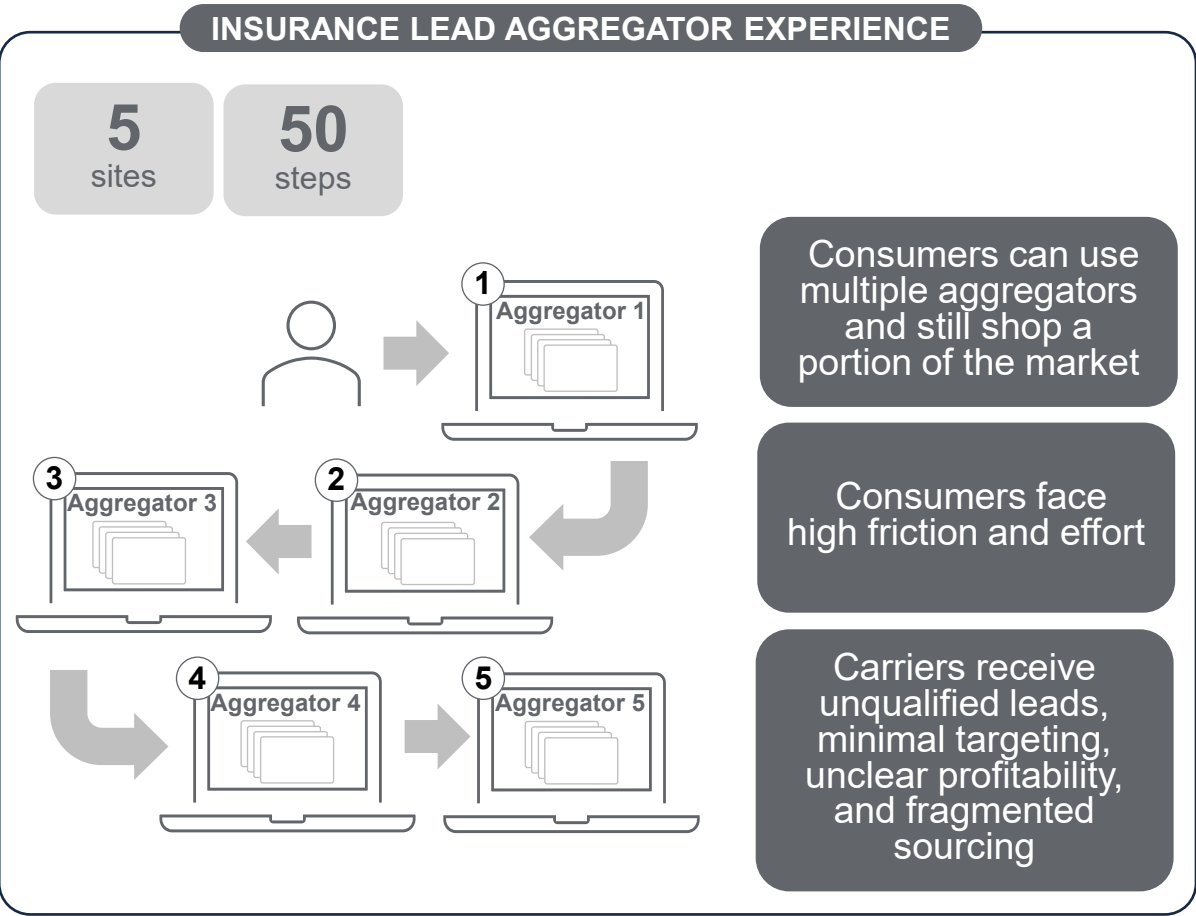 INSURANCE LEAD AGGREGATOR EXPERIENCE
5
sites
50
steps
1
Aggregator 1
2
Aggregator 2
3
Aggregator 3
4
Aggregator 4
5
Aggregator 5
Consumers can use
multiple aggregators
and still shop a
portion of the market
Consumers face
high friction and effort
Carriers receive
unqualified leads,
minimal targeting,
unclear profitability,
and fragmented
sourcing